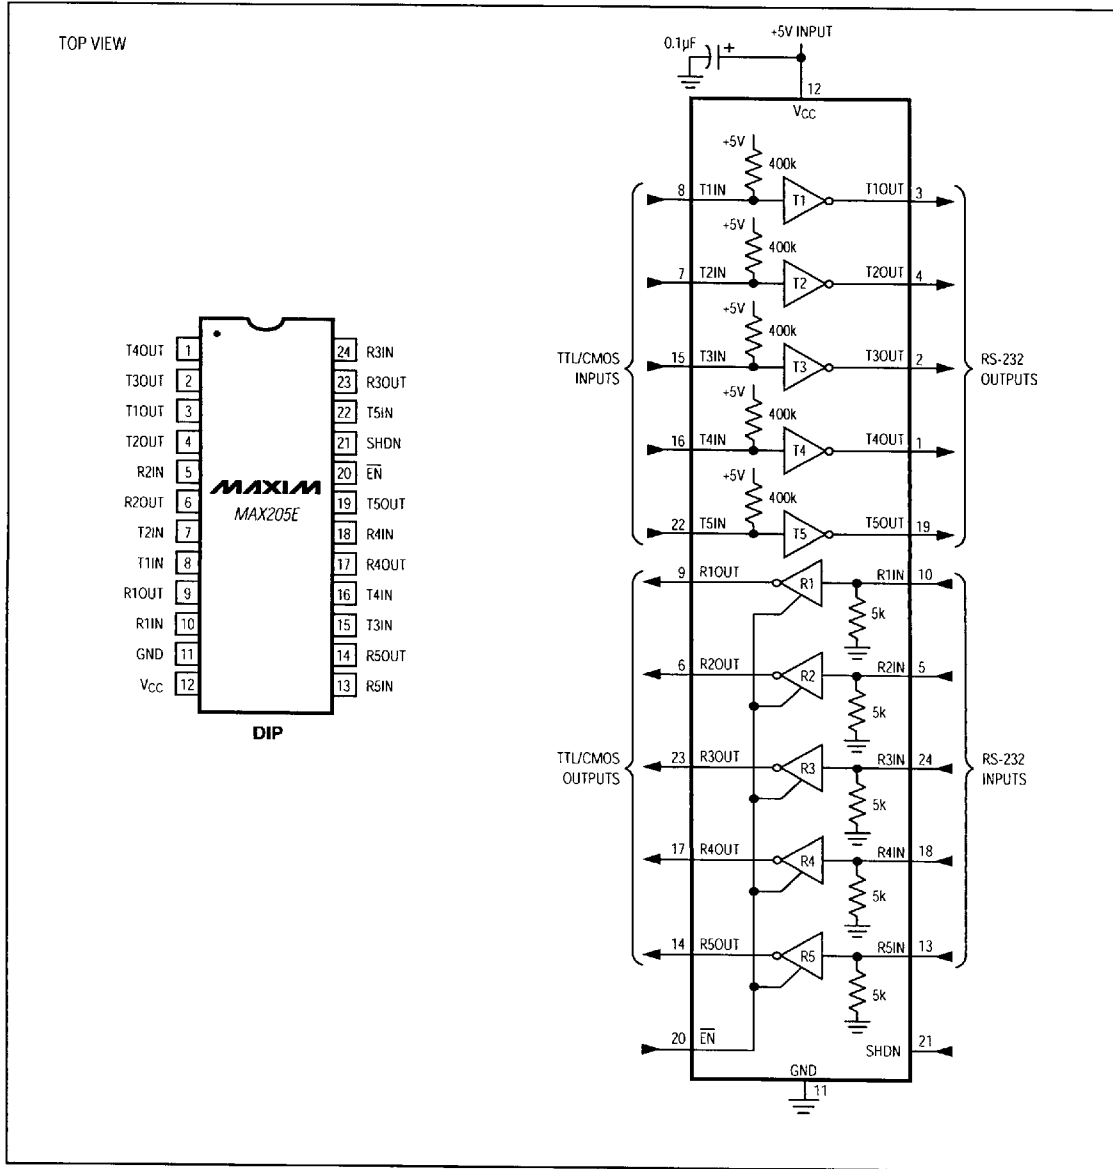 TOP VIEW
T4OUT 1
T3OUT 2
T1OUT 3
T2OUT 4
R2IN 5
R2OUT 6
T2IN 7
T1IN 8
R1OUT 9
R1IN 10
GND 11
VCC 12
24 R3IN
23 R3OUT
22 T5IN
21 SHDN
20 E̅N̅
19 T5OUT
18 R4IN
17 R4OUT
16 T4IN
15 T3IN
14 R5OUT
13 R5IN
MAXIM
MAX205E
DIP
+5V INPUT
0.1µF +
12
VCC
+5V
400k
8 T1IN T1 T1OUT 3
+5V
400k
7 T2IN T2 T2OUT 4
+5V
400k
15 T3IN T3 T3OUT 2
+5V
400k
16 T4IN T4 T4OUT 1
+5V
400k
22 T5IN T5 T5OUT 19
TTL/CMOS
INPUTS
RS-232
OUTPUTS
9 R1OUT R1 R1IN 10
5k
6 R2OUT R2 R2IN 5
5k
23 R3OUT R3 R3IN 24
5k
17 R4OUT R4 R4IN 18
5k
14 R5OUT R5 R5IN 13
5k
TTL/CMOS
OUTPUTS
RS-232
INPUTS
20 E̅N̅
SHDN 21
GND
11